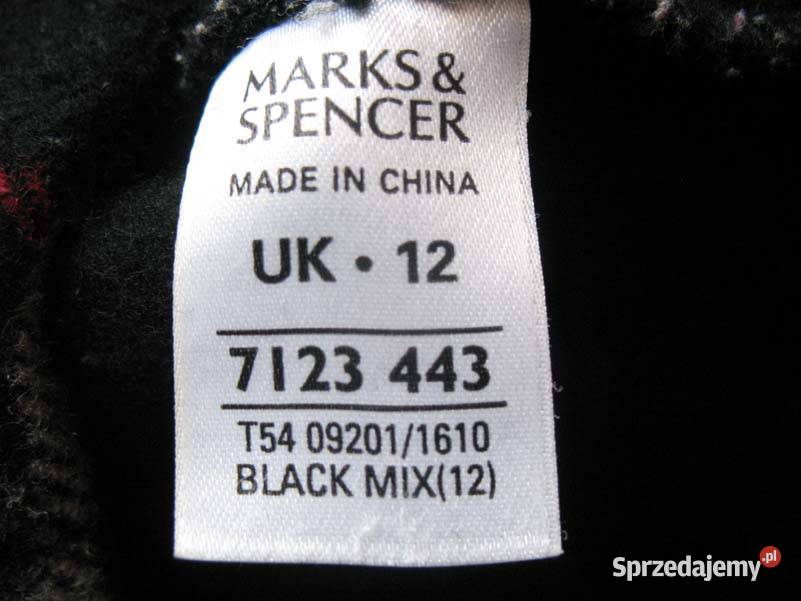 MARKS &
SPENCER
MADE IN CHINA
UK • 12
7123 443
T54 09201/1610
BLACK MIX(12)
Sprzedajemy.pl